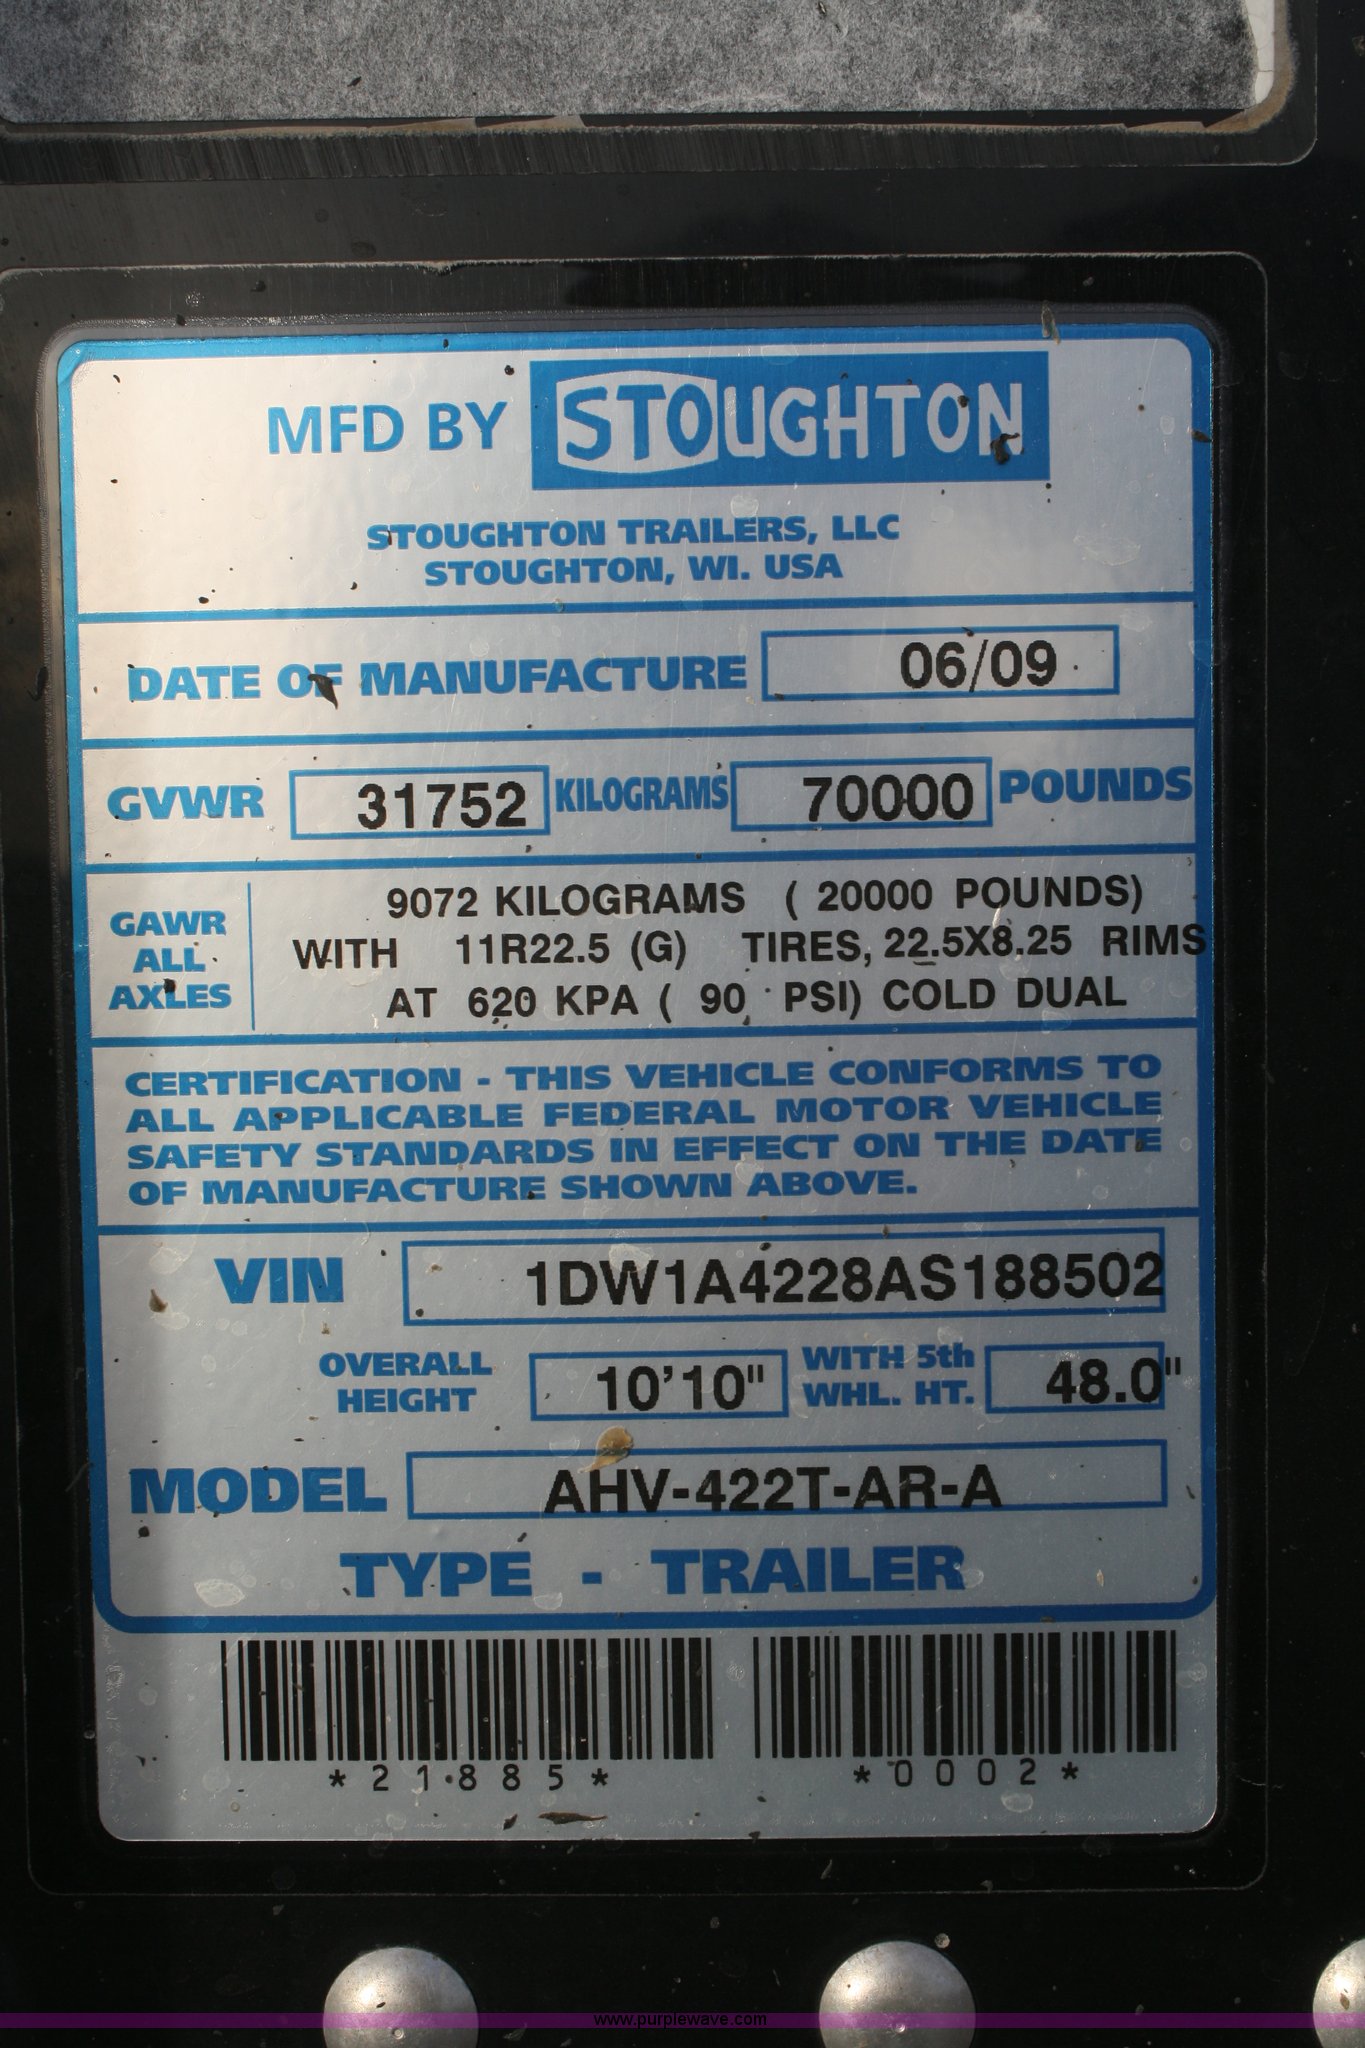 MFD BY STOUGHTON
STOUGHTON TRAILERS, LLC
STOUGHTON, WI. USA
DATE OF MANUFACTURE 06/09
GVWR 31752 KILOGRAMS 70000 POUNDS
GAWR ALL AXLES
9072 KILOGRAMS ( 20000 POUNDS)
WITH 11R22.5 (G) TIRES, 22.5X8.25 RIMS
AT 620 KPA ( 90 PSI) COLD DUAL
CERTIFICATION - THIS VEHICLE CONFORMS TO
ALL APPLICABLE FEDERAL MOTOR VEHICLE
SAFETY STANDARDS IN EFFECT ON THE DATE
OF MANUFACTURE SHOWN ABOVE.
VIN 1DW1A4228AS188502
OVERALL HEIGHT 10'10" WITH 5th WHL. HT. 48.0"
MODEL AHV-422T-AR-A
TYPE - TRAILER
*21885* *0002*
www.purplewave.com